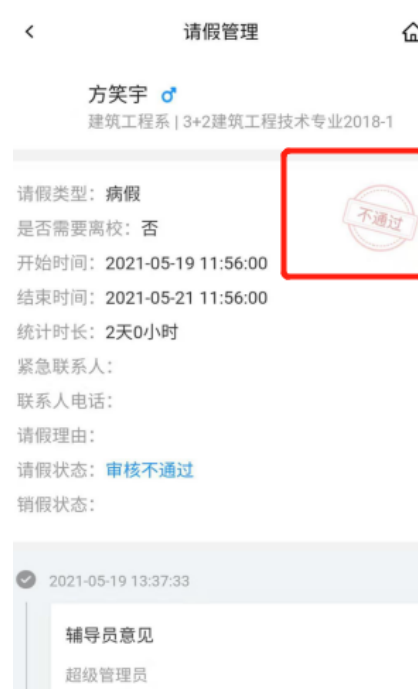 请假管理
方笑宇
建筑工程系 | 3+2建筑工程技术专业2018-1
请假类型：病假
不通过
是否需要离校：否
开始时间：2021-05-19 11:56:00
结束时间：2021-05-21 11:56:00
统计时长：2天0小时
紧急联系人：
联系人电话：
请假理由：
请假状态：审核不通过
销假状态：
2021-05-19 13:37:33
辅导员意见
超级管理员